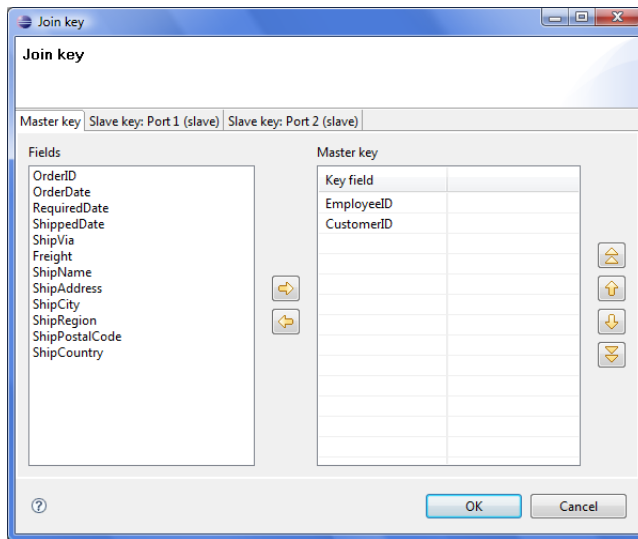 Join key
Join key
Master key Slave key: Port 1 (slave) Slave key: Port 2 (slave)
Fields
OrderID
OrderDate
RequiredDate
ShippedDate
ShipVia
Freight
ShipName
ShipAddress
ShipCity
ShipRegion
ShipPostalCode
ShipCountry
Master key
Key field
EmployeeID
CustomerID
?
OK Cancel